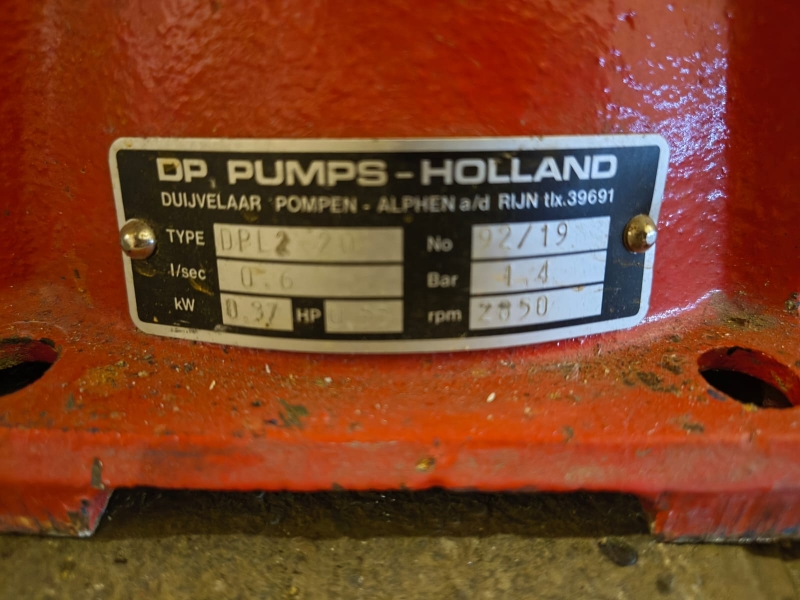 DP. PUMPS - HOLLAND
DUIJVELAAR POMPEN - ALPHEN a/d RIJN tlx.39691
TYPE DPL2 20 No 92/19
l/sec 0.6 Bar 1.4
kW 0.37 HP rpm 2850